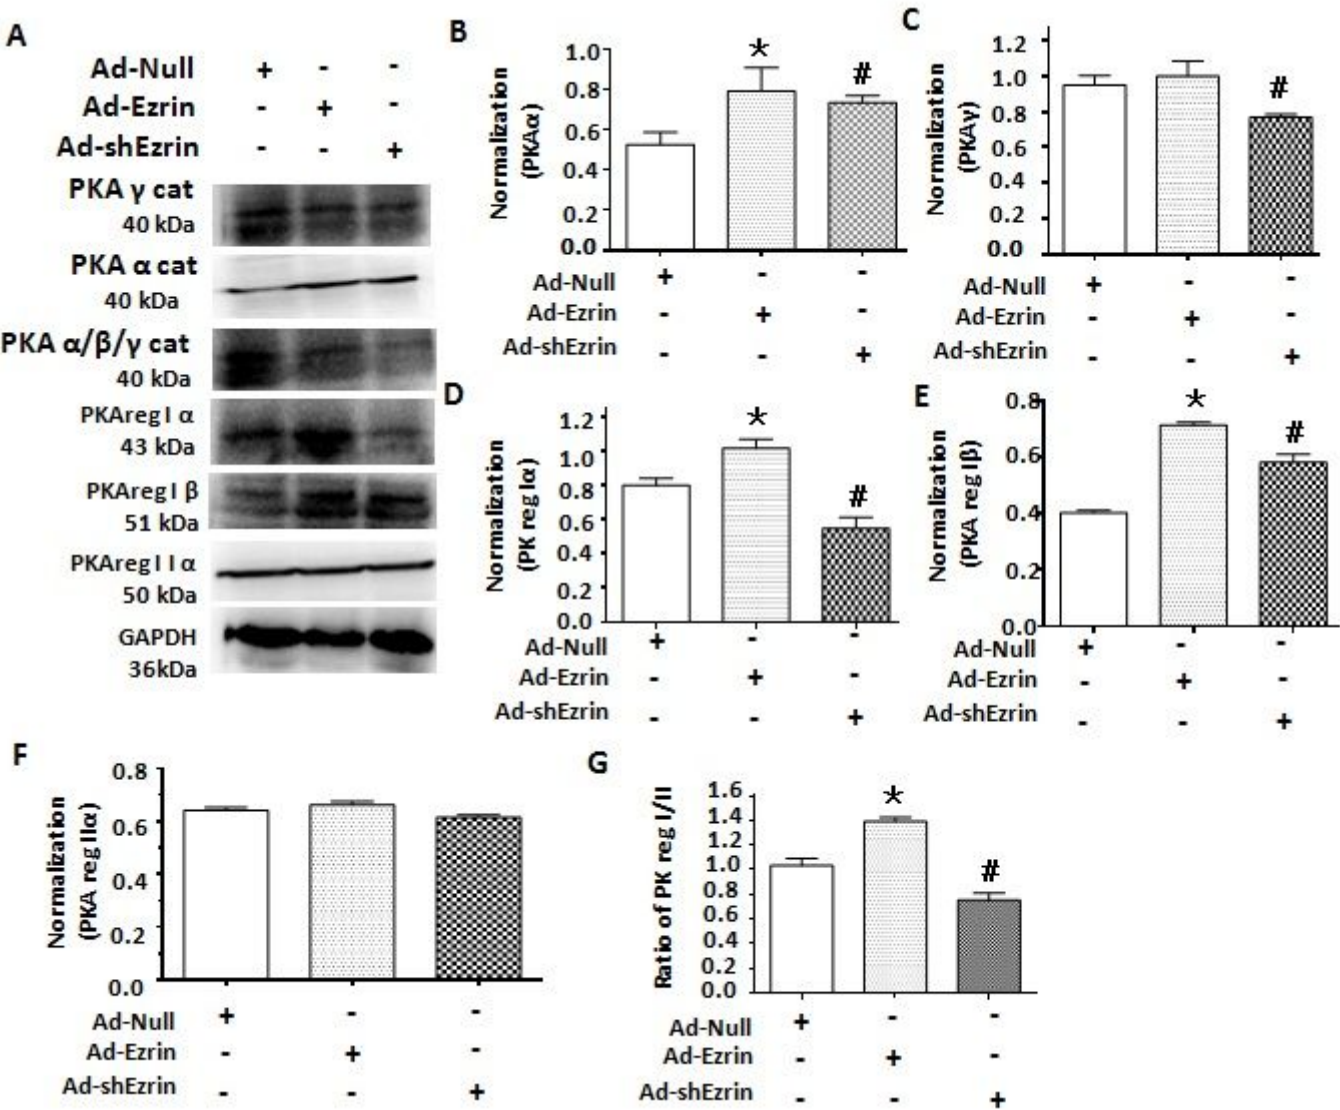 A
Ad-Null + - -
Ad-Ezrin - + -
Ad-shEzrin - - +
PKA γ cat
40 kDa
PKA α cat
40 kDa
PKA α/β/γ cat
40 kDa
PKAreg I α
43 kDa
PKAreg I β
51 kDa
PKAreg I I α
50 kDa
GAPDH
36kDa
B
Normalization
(PKAα)
1.0
0.8
0.6
0.4
0.2
0.0
* #
Ad-Null + - -
Ad-Ezrin - + -
Ad-shEzrin - - +
C
Normalization
(PKAγ)
1.2
1.0
0.8
0.6
0.4
1.2
0.0
#
Ad-Null + - -
Ad-Ezrin - + -
Ad-shEzrin - - +
D
Normalization
(PK reg Iα)
1.2
1.0
0.8
0.6
0.4
0.2
0.0
* #
Ad-Null + - -
Ad-Ezrin - + -
Ad-shEzrin - - +
E
Normalization
(PKA reg Iβ)
0.8
0.6
0.4
0.2
0.0
* #
Ad-Null + - -
Ad-Ezrin - + -
Ad-shEzrin - - +
F
Normalization
(PKA reg IIα)
0.8
0.6
0.4
0.2
0.0
Ad-Null + - -
Ad-Ezrin - + -
Ad-shEzrin - - +
G
Ratio of PK reg I/II
1.6
1.4
1.2
1.0
0.8
0.6
0.4
0.2
0.0
* #
Ad-Null + - -
Ad-Ezrin - + -
Ad-shEzrin - - +